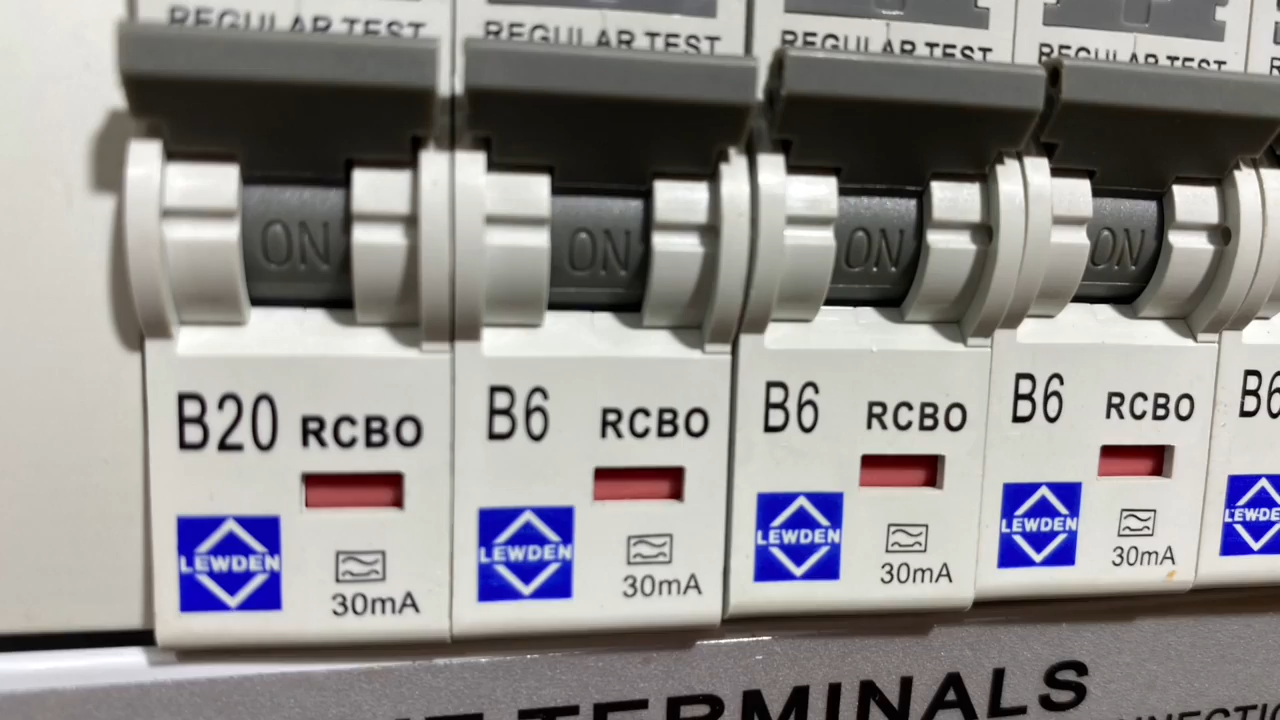 REGULAR TEST REGULAR TEST REGULAR TEST REGULAR TEST
ON ON ON ON
B20 RCBO B6 RCBO B6 RCBO B6 RCBO B6
LEWDEN LEWDEN LEWDEN LEWDEN LEWDE
30mA 30mA 30mA 30mA
TERMINALS